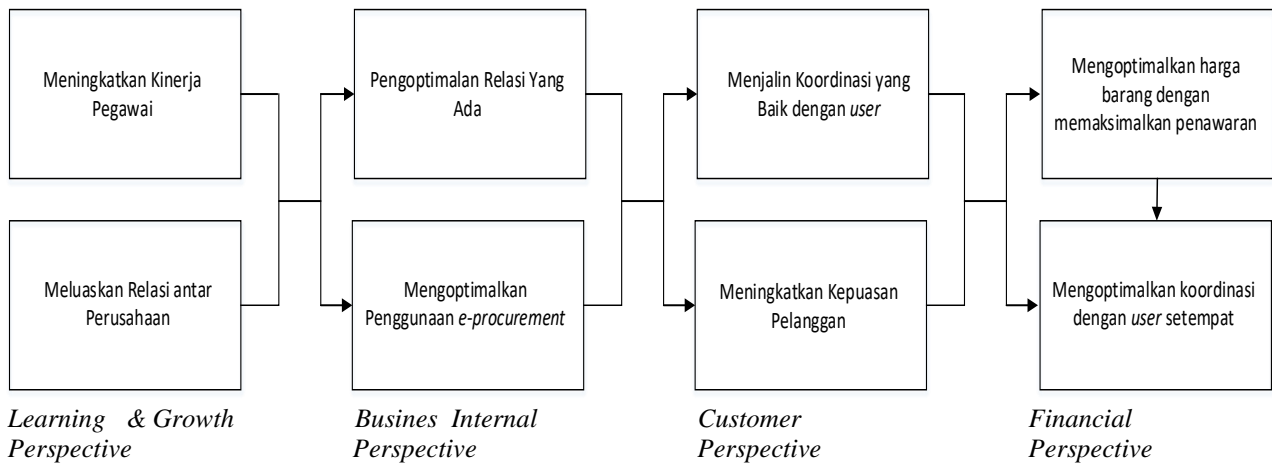 Meningkatkan Kinerja
Pegawai
Pengoptimalan Relasi Yang
Ada
Menjalin Koordinasi yang
Baik dengan user
Mengoptimalkan harga
barang dengan
memaksimalkan penawaran
Meluaskan Relasi antar
Perusahaan
Mengoptimalkan
Penggunaan e-procurement
Meningkatkan Kepuasan
Pelanggan
Mengoptimalkan koordinasi
dengan user setempat
Learning & Growth
Perspective
Busines Internal
Perspective
Customer
Perspective
Financial
Perspective